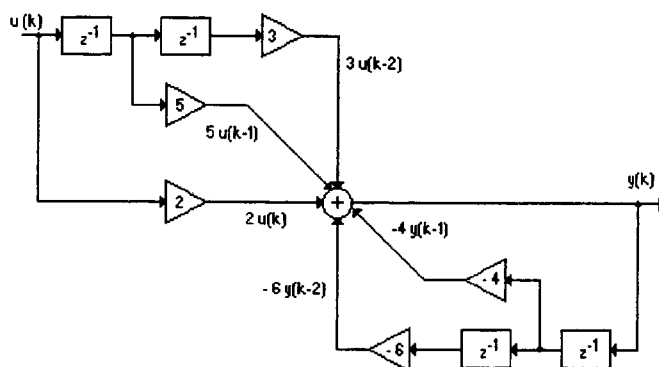 u(k)
z⁻¹
z⁻¹
3
3 u(k-2)
5
5 u(k-1)
2
2 u(k)
+
y(k)
-4 y(k-1)
-4
-6 y(k-2)
-6
z⁻¹
z⁻¹